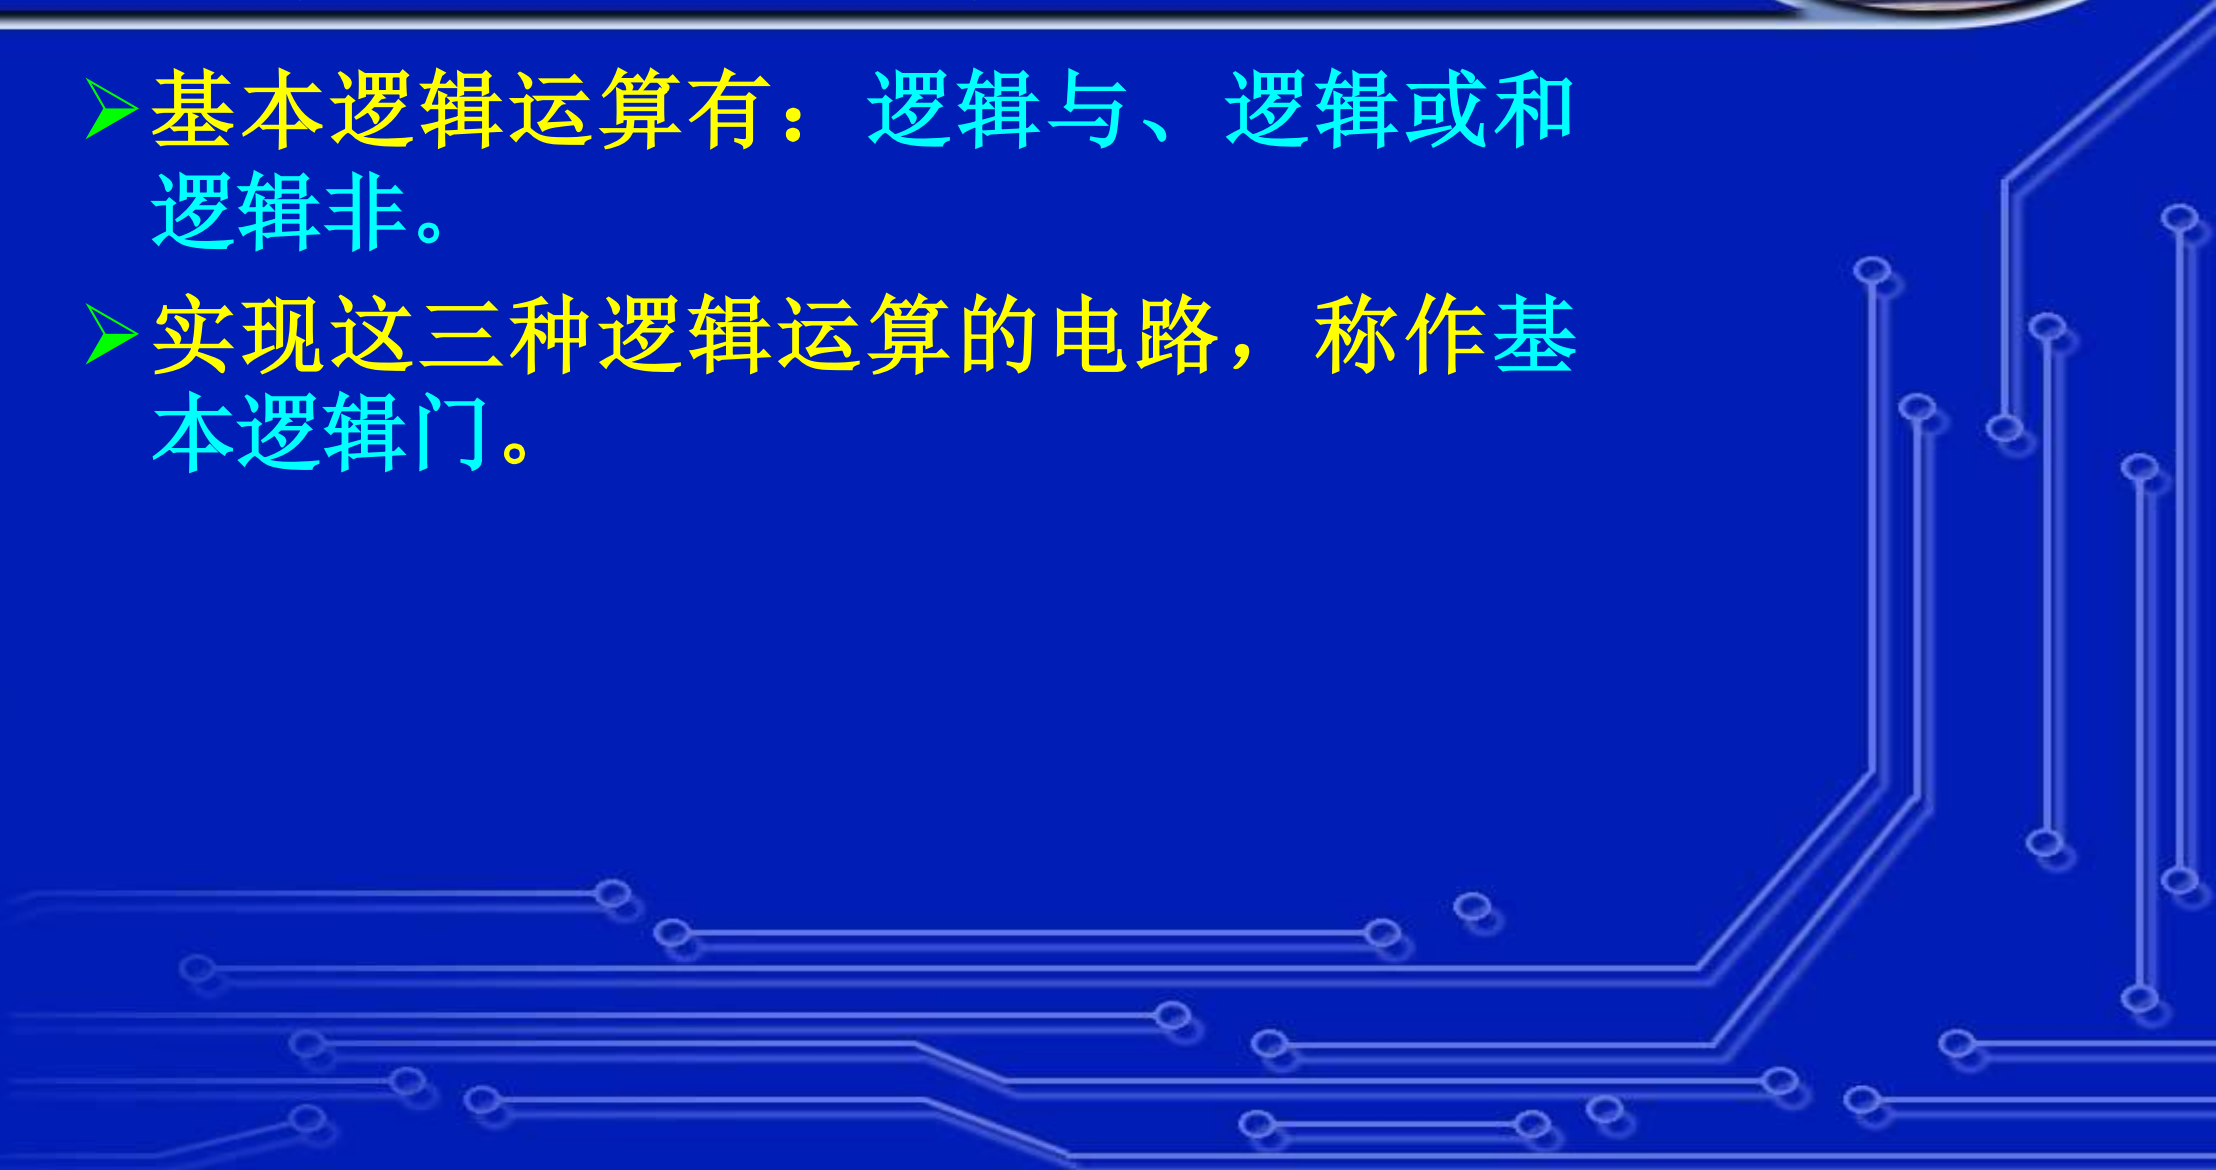 ➢基本逻辑运算有：逻辑与、逻辑或和
逻辑非。
➢实现这三种逻辑运算的电路，称作基
本逻辑门。